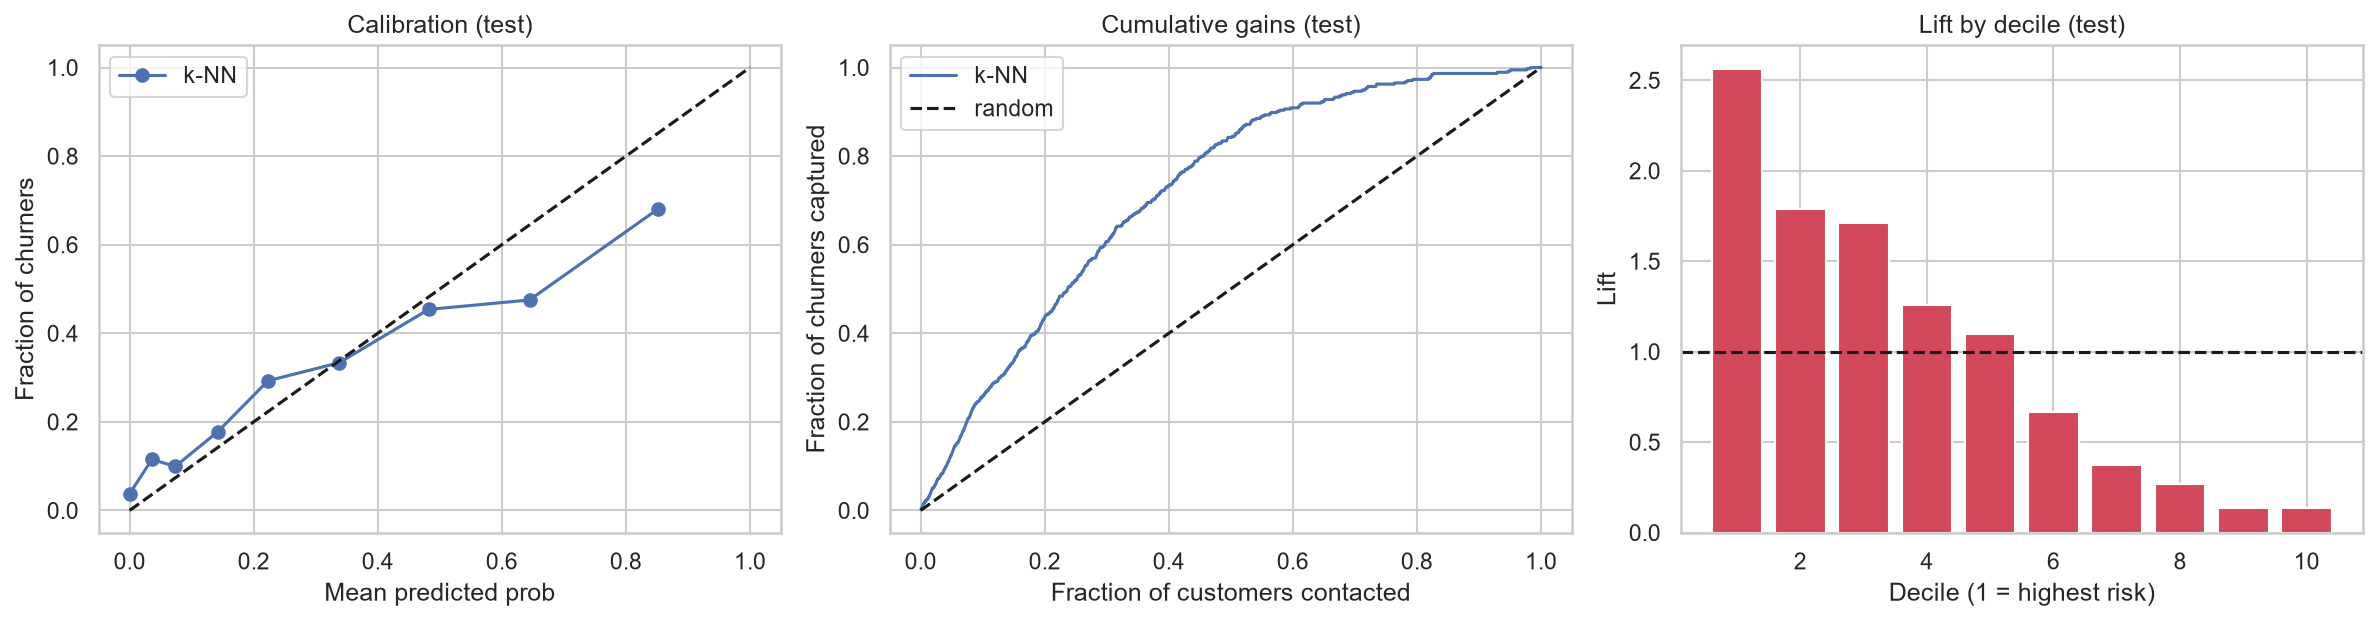 Calibration (test)
k-NN
1.0
0.8
0.6
0.4
0.2
0.0
Fraction of churners
0.0 0.2 0.4 0.6 0.8 1.0
Mean predicted prob
Cumulative gains (test)
k-NN
random
1.0
0.8
0.6
0.4
0.2
0.0
Fraction of churners captured
0.0 0.2 0.4 0.6 0.8 1.0
Fraction of customers contacted
Lift by decile (test)
2.5
2.0
1.5
1.0
0.5
0.0
Lift
2 4 6 8 10
Decile (1 = highest risk)